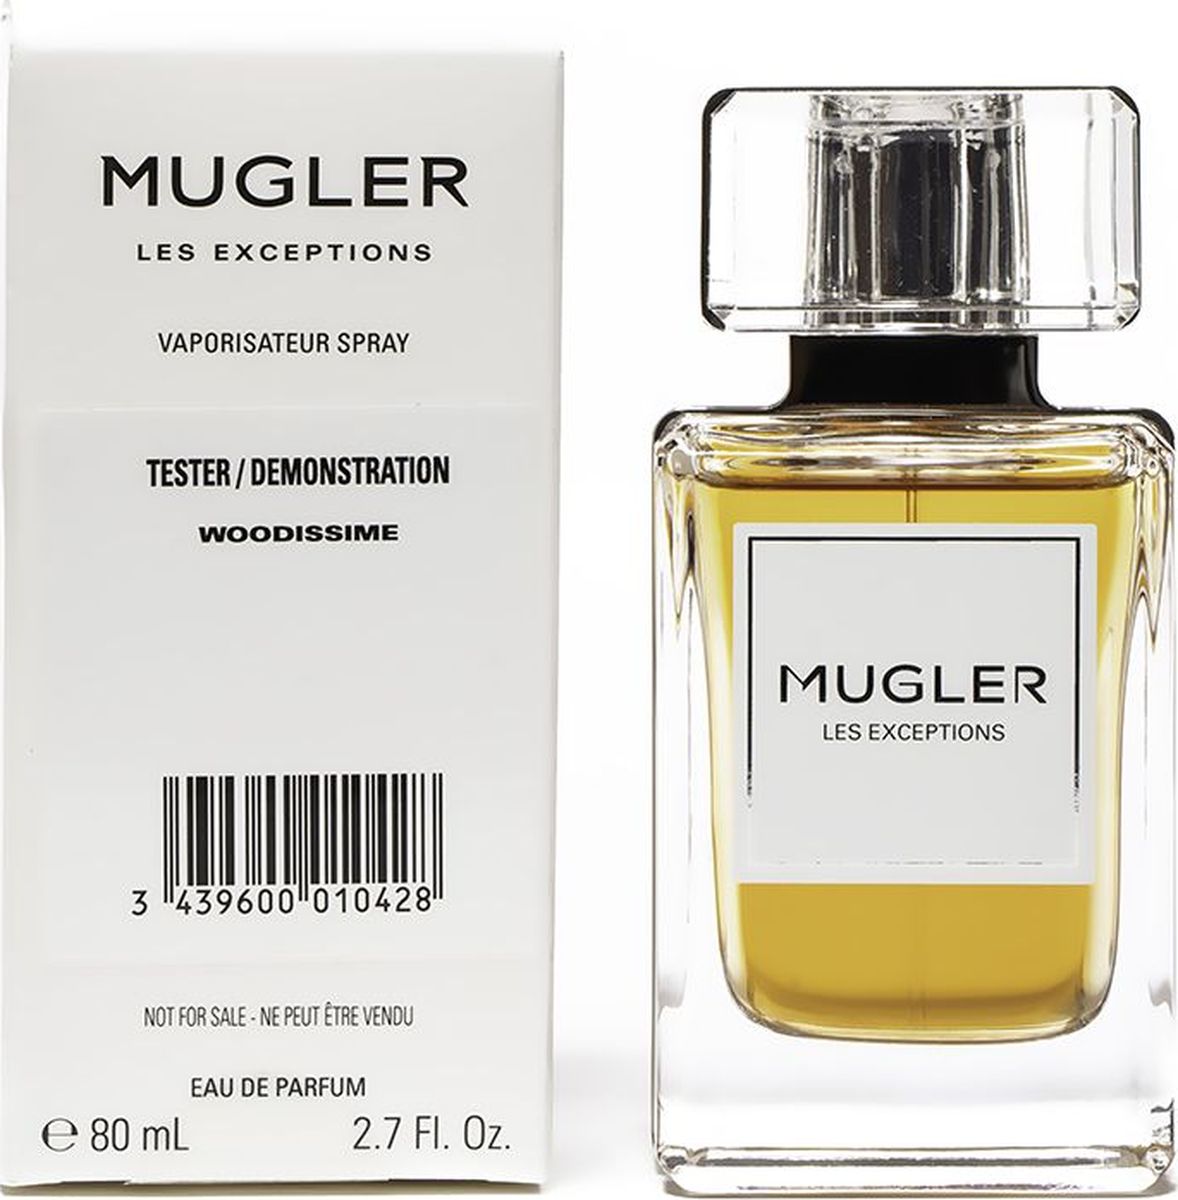 MUGLER
LES EXCEPTIONS
VAPORISATEUR SPRAY
TESTER / DEMONSTRATION
WOODISSIME
3 439600 010428
NOT FOR SALE - NE PEUT ÊTRE VENDU
EAU DE PARFUM
℮ 80 mL 2.7 Fl. Oz.
MUGLER
LES EXCEPTIONS